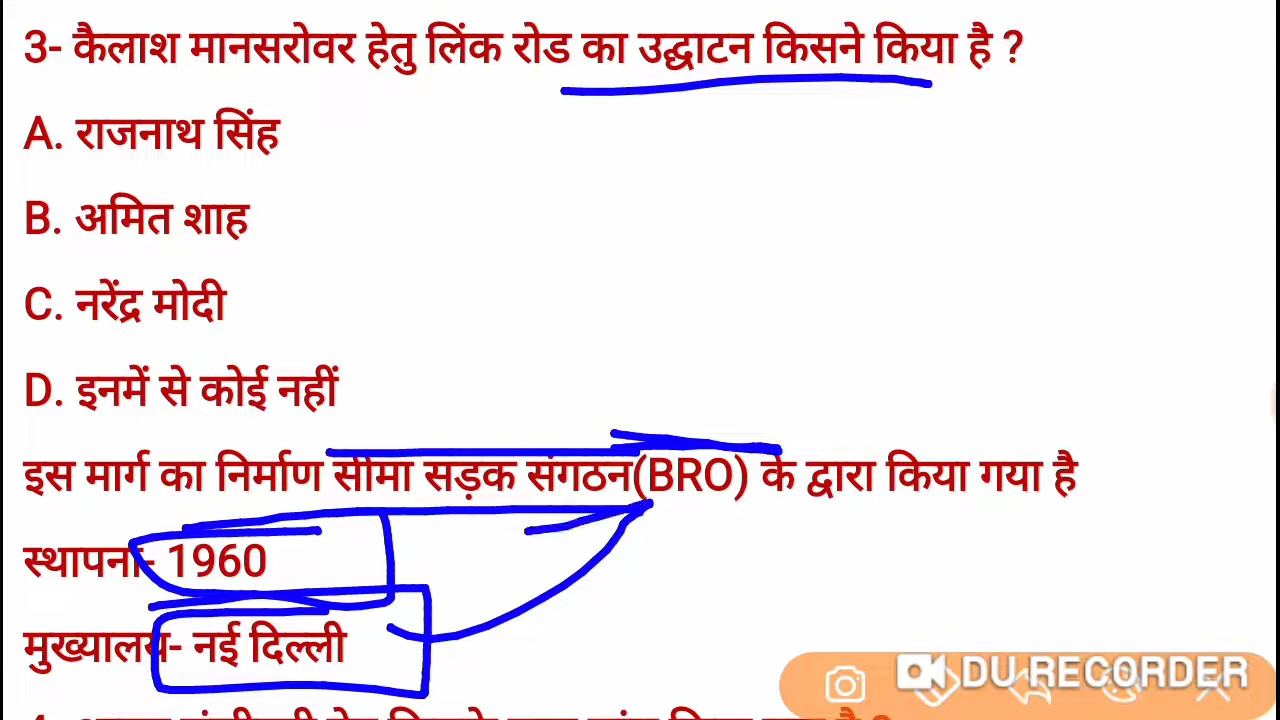 3- कैलाश मानसरोवर हेतु लिंक रोड का उद्घाटन किसने किया है ?
A. राजनाथ सिंह
B. अमित शाह
C. नरेंद्र मोदी
D. इनमें से कोई नहीं
इस मार्ग का निर्माण सीमा सड़क संगठन(BRO) के द्वारा किया गया है
स्थापना- 1960
मुख्यालय- नई दिल्ली
DU RECORDER